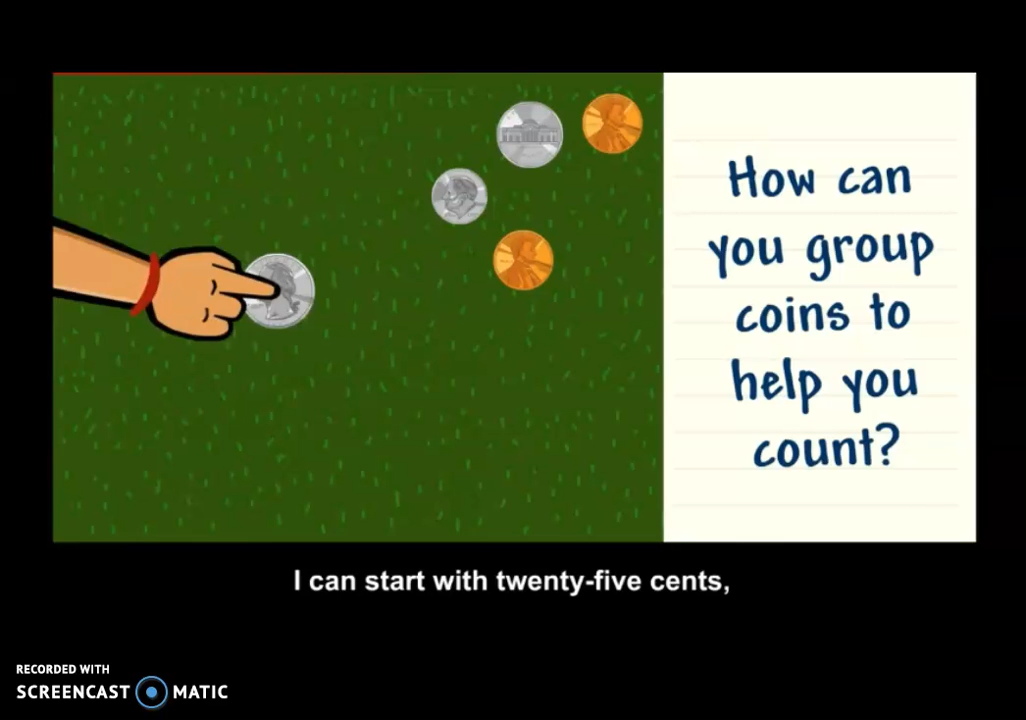 How can
you group
coins to
help you
count?
I can start with twenty-five cents,
RECORDED WITH
SCREENCAST MATIC